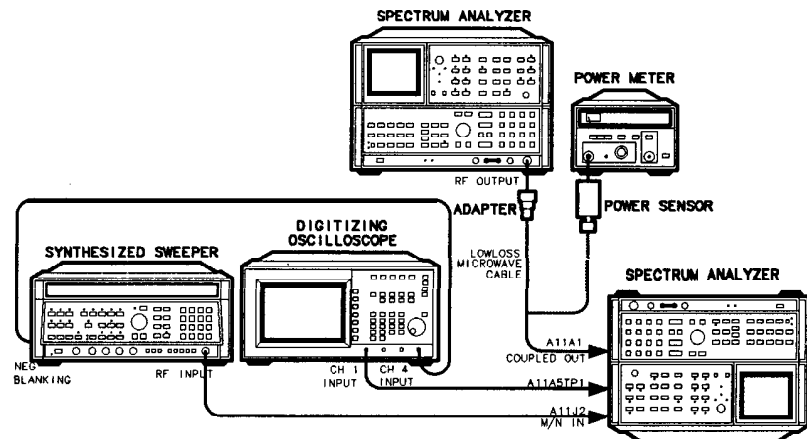 SPECTRUM ANALYZER
POWER METER
RF OUTPUT
ADAPTER
POWER SENSOR
DIGITIZING
OSCILLOSCOPE
SYNTHESIZED SWEEPER
LOWLOSS
MICROWAVE
CABLE
SPECTRUM ANALYZER
A11A1
COUPLED OUT
NEG
BLANKING
RF INPUT
CH 1
INPUT
CH 4
INPUT
A11A5TP1
A11J2
M/N IN